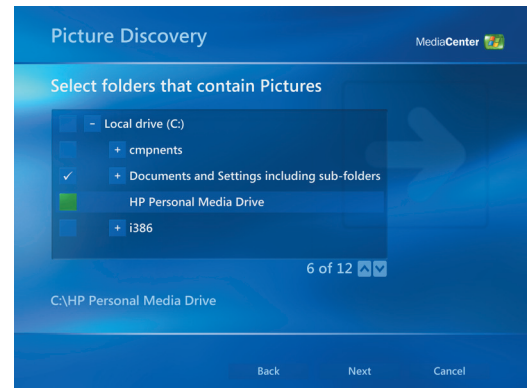 Picture Discovery
MediaCenter
Select folders that contain Pictures
- Local drive (C:)
+ cmpnents
✓ + Documents and Settings including sub-folders
HP Personal Media Drive
+ i386
6 of 12
C:\HP Personal Media Drive
Back Next Cancel